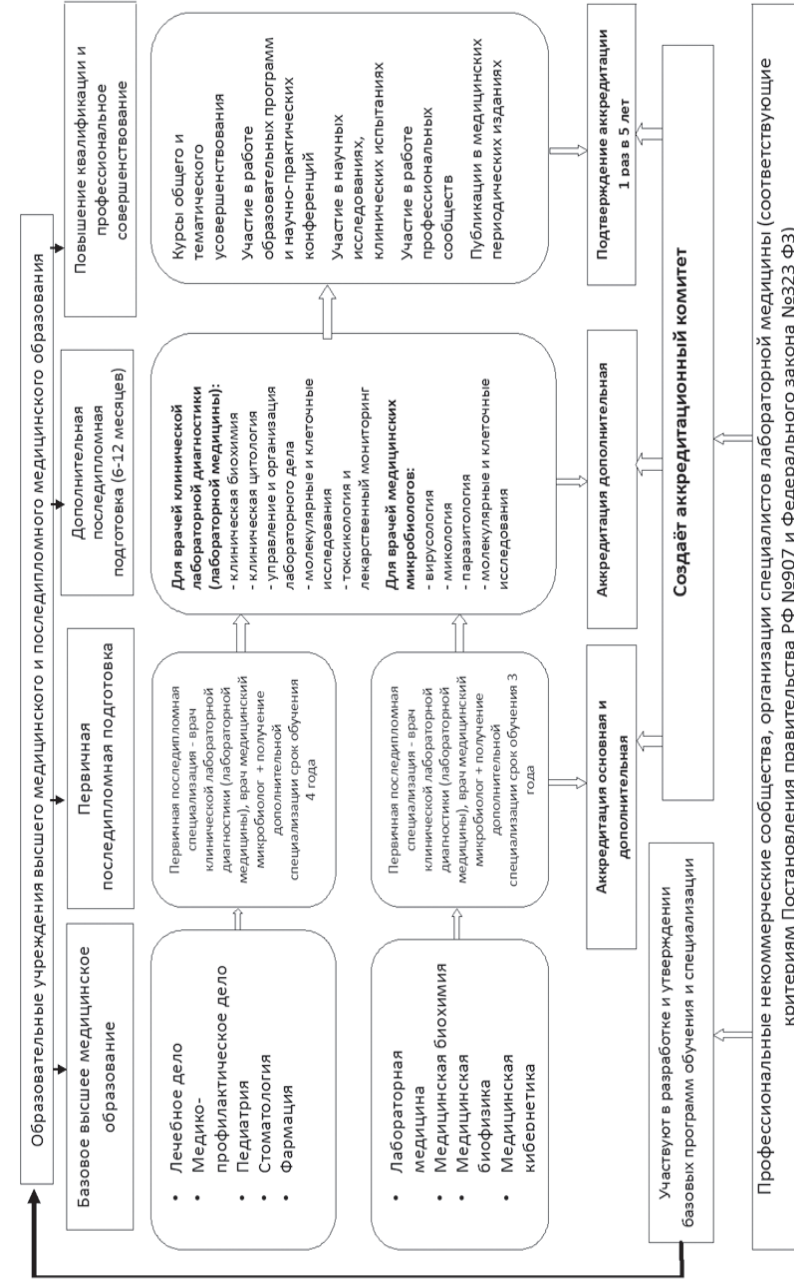 Образовательные учреждения высшего медицинского и последипломного медицинского образования
Базовое высшее медицинское
образование
Первичная
последипломная подготовка
Дополнительная
последипломная
подготовка (6-12 месяцев)
Повышение квалификации и
профессиональное
совершенствование
• Лечебное дело
• Медико-
профилактическое дело
• Педиатрия
• Стоматология
• Фармация
Первичная последипломная
специализация - врач
клинической лабораторной
диагностики (лабораторной
медицины), врач медицинский
микробиолог + получение
дополнительной
специализации срок обучения
4 года
• Лабораторная
медицина
• Медицинская биохимия
• Медицинская
биофизика
• Медицинская
кибернетика
Первичная последипломная
специализация - врач
клинической лабораторной
диагностики (лабораторной
медицины), врач медицинский
микробиолог + получение
дополнительной
специализации срок обучения 3
года
Для врачей клинической
лабораторной диагностики
(лабораторной медицины):
- клиническая биохимия
- клиническая цитология
- управление и организация
лабораторного дела
- молекулярные и клеточные
исследования
- токсикология и
лекарственный мониторинг
Для врачей медицинских
микробиологов:
- вирусология
- микология
- паразитология
- молекулярные и клеточные
исследования
Курсы общего и
тематического
усовершенствования
Участие в работе
образовательных программ
и научно-практических
конференций
Участие в научных
исследованиях,
клинических испытаниях
Участие в работе
профессиональных
сообществ
Публикации в медицинских
периодических изданиях
Аккредитация основная и
дополнительная
Аккредитация дополнительная
Подтверждение аккредитации
1 раз в 5 лет
Участвуют в разработке и утверждении
базовых программ обучения и специализации
Создаёт аккредитационный комитет
Профессиональные некоммерческие сообщества, организации специалистов лабораторной медицины (соответствующие
критериям Постановления правительства РФ №907 и Федерального закона №323 ФЗ)